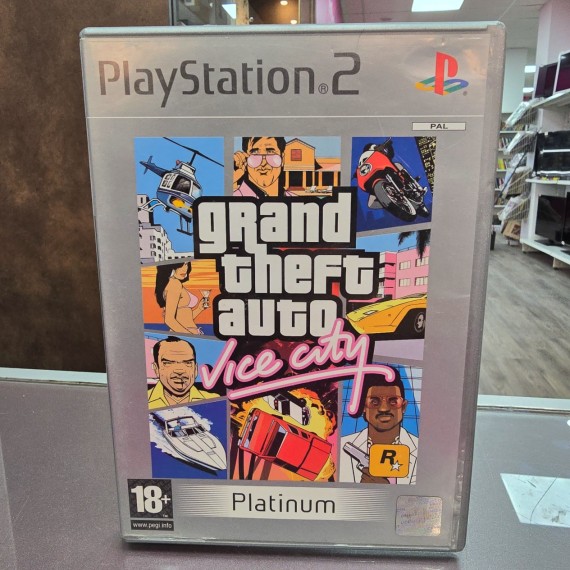 PlayStation®2
PAL
grand
theft
auto
Vice City
R★
18+
www.pegi.info
Platinum